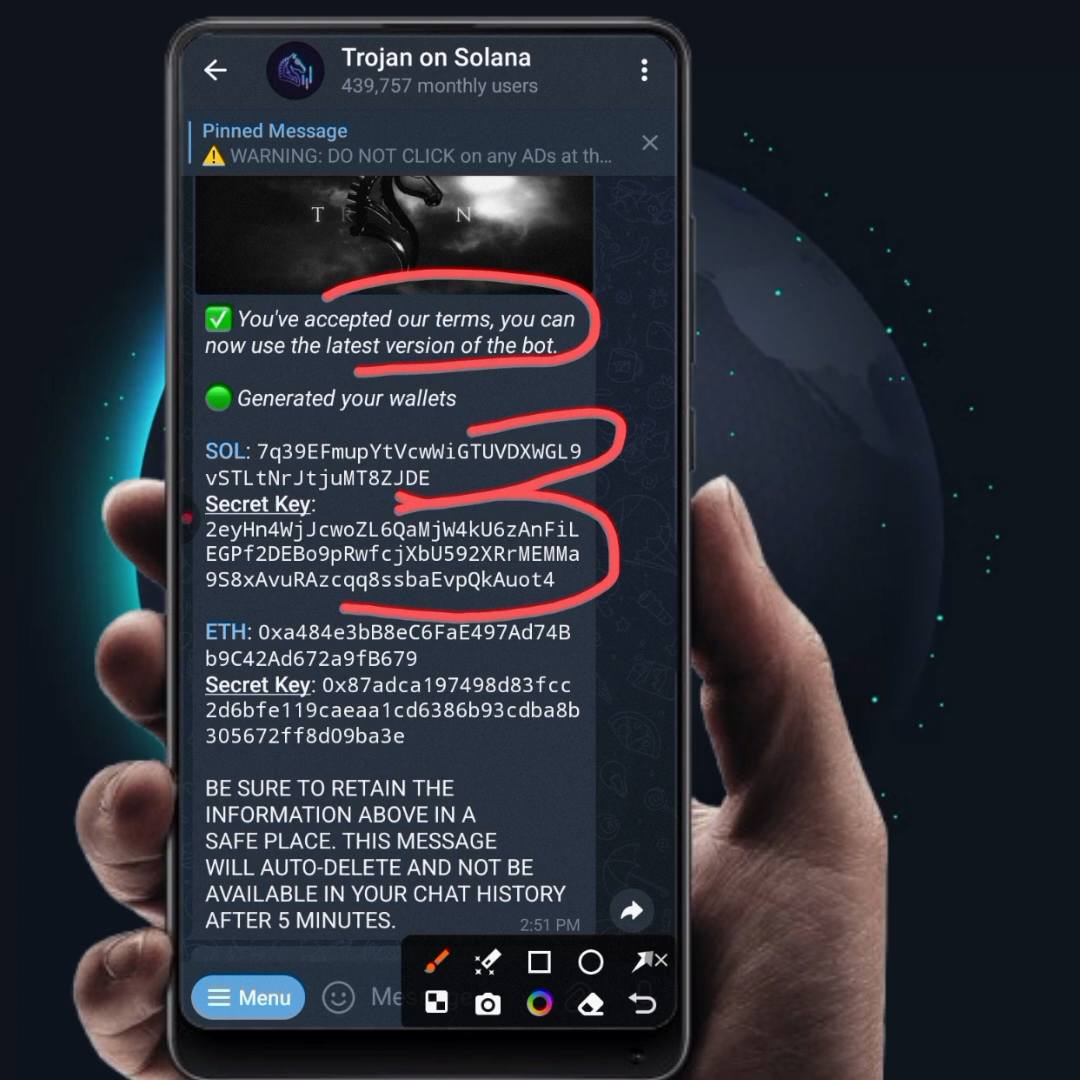 Trojan on Solana
439,757 monthly users
Pinned Message
⚠️ WARNING: DO NOT CLICK on any ADs at th...
✅ You've accepted our terms, you can
now use the latest version of the bot.
🟢 Generated your wallets
SOL: 7q39EFmupYtVcwWiGTUVDXWGL9
vSTLtNrJtjuMT8ZJDE
Secret Key:
2eyHn4WjJcwoZL6QaMjW4kU6zAnFiL
EGPf2DEBo9pRwfcjXbU592XRrMEMMa
9S8xAvuRAzcqq8ssbaEvpQkAuot4
ETH: 0xa484e3bB8eC6FaE497Ad74B
b9C42Ad672a9fB679
Secret Key: 0x87adca197498d83fcc
2d6bfe119caeaa1cd6386b93cdba8b
305672ff8d09ba3e
BE SURE TO RETAIN THE
INFORMATION ABOVE IN A
SAFE PLACE. THIS MESSAGE
WILL AUTO-DELETE AND NOT BE
AVAILABLE IN YOUR CHAT HISTORY
AFTER 5 MINUTES.
2:51 PM
Menu